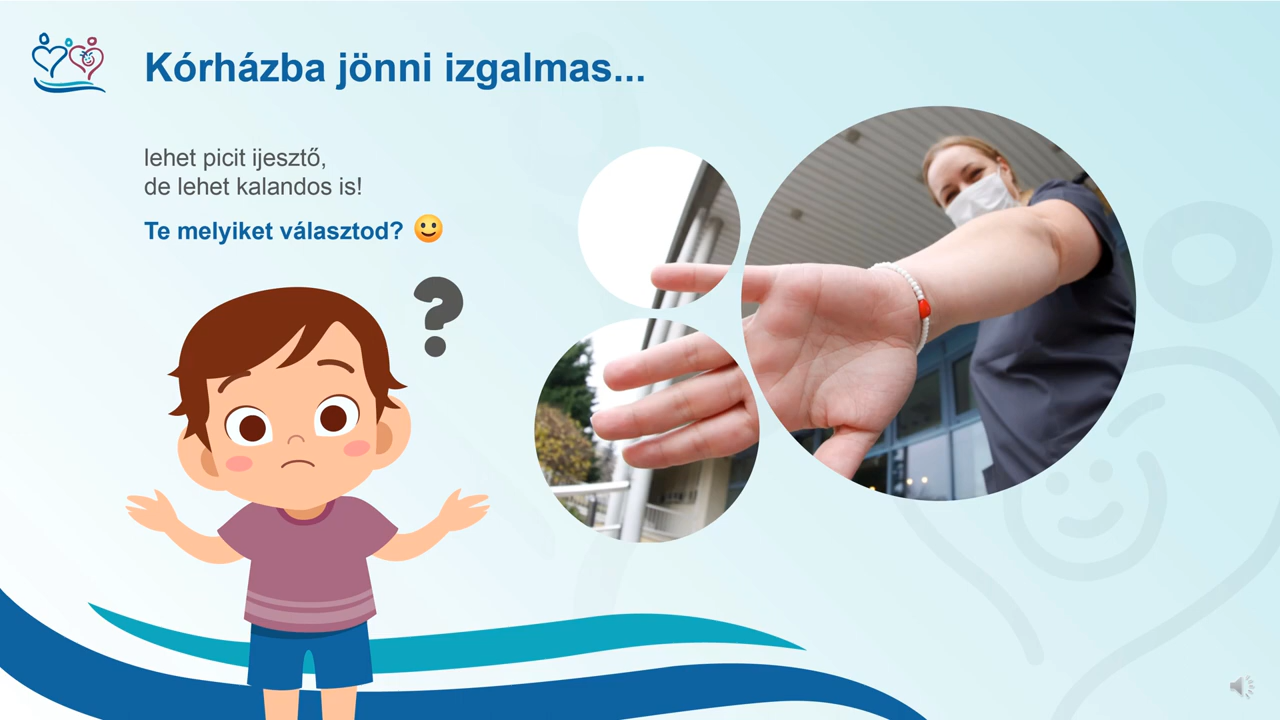 Kórházba jönni izgalmas...
lehet picit ijesztő,
de lehet kalandos is!
Te melyiket választod? 🙂
?